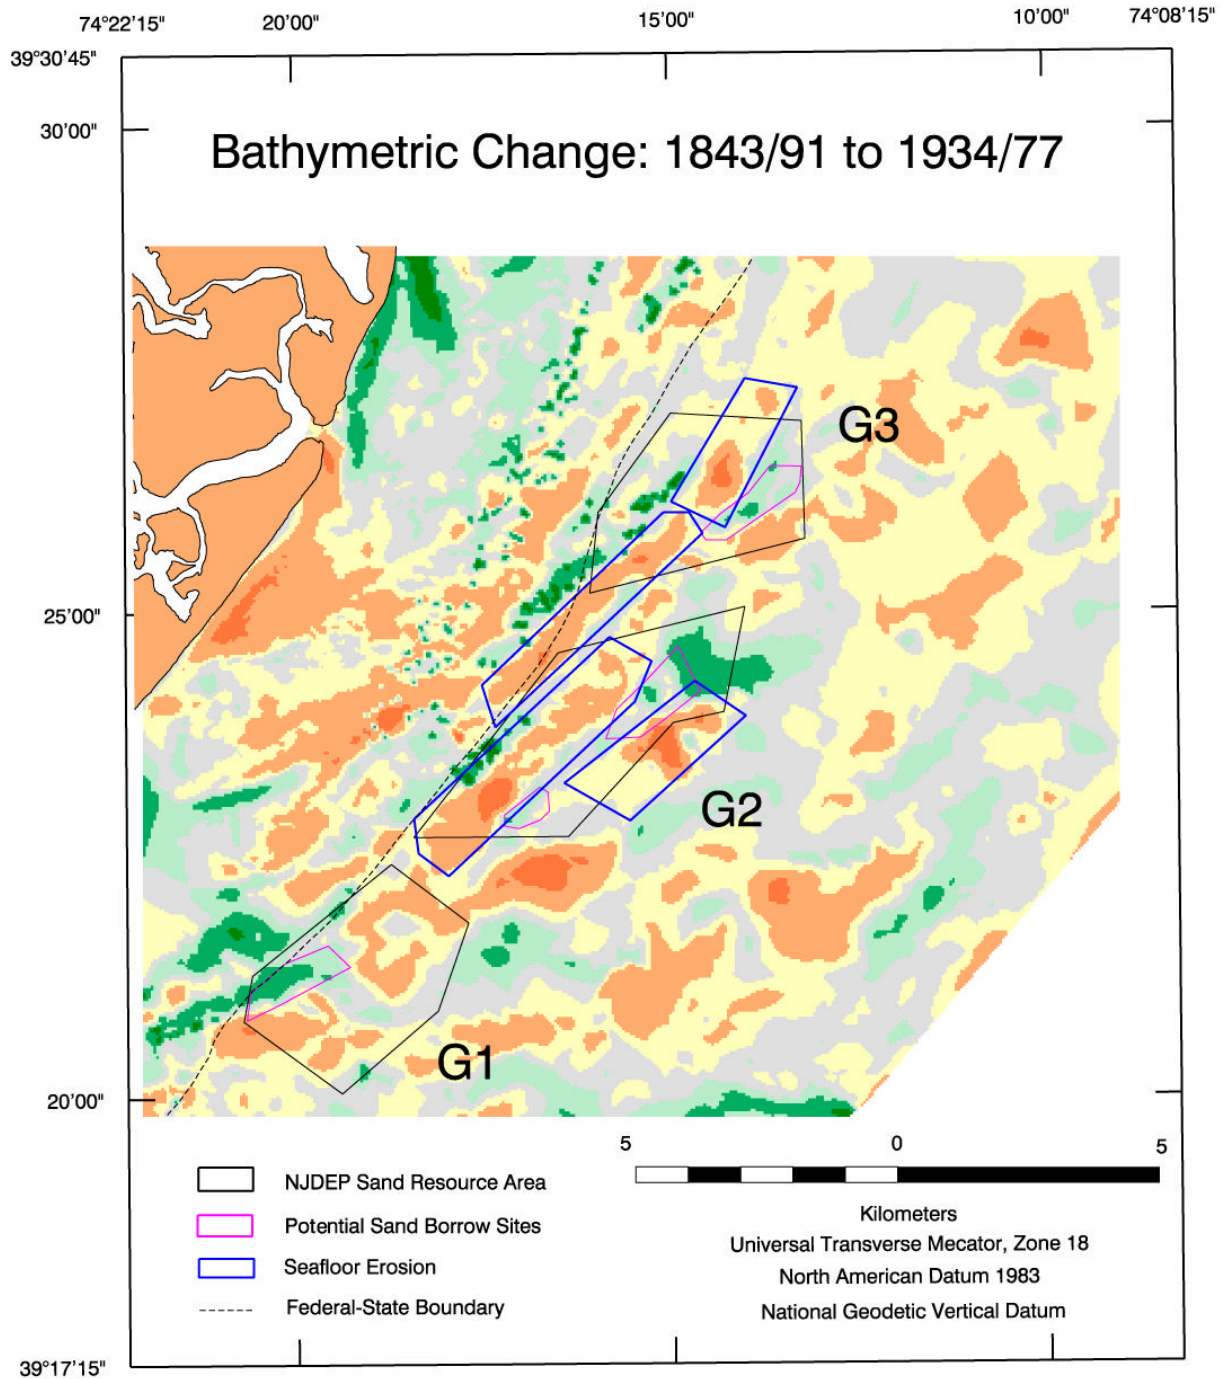 74°22'15" 20'00" 15'00" 10'00" 74°08'15"
39°30'45"
30'00"
Bathymetric Change: 1843/91 to 1934/77
G3
25'00"
G2
G1
20'00"
5 0 5
NJDEP Sand Resource Area
Potential Sand Borrow Sites
Seafloor Erosion
Federal-State Boundary
Kilometers
Universal Transverse Mecator, Zone 18
North American Datum 1983
National Geodetic Vertical Datum
39°17'15"